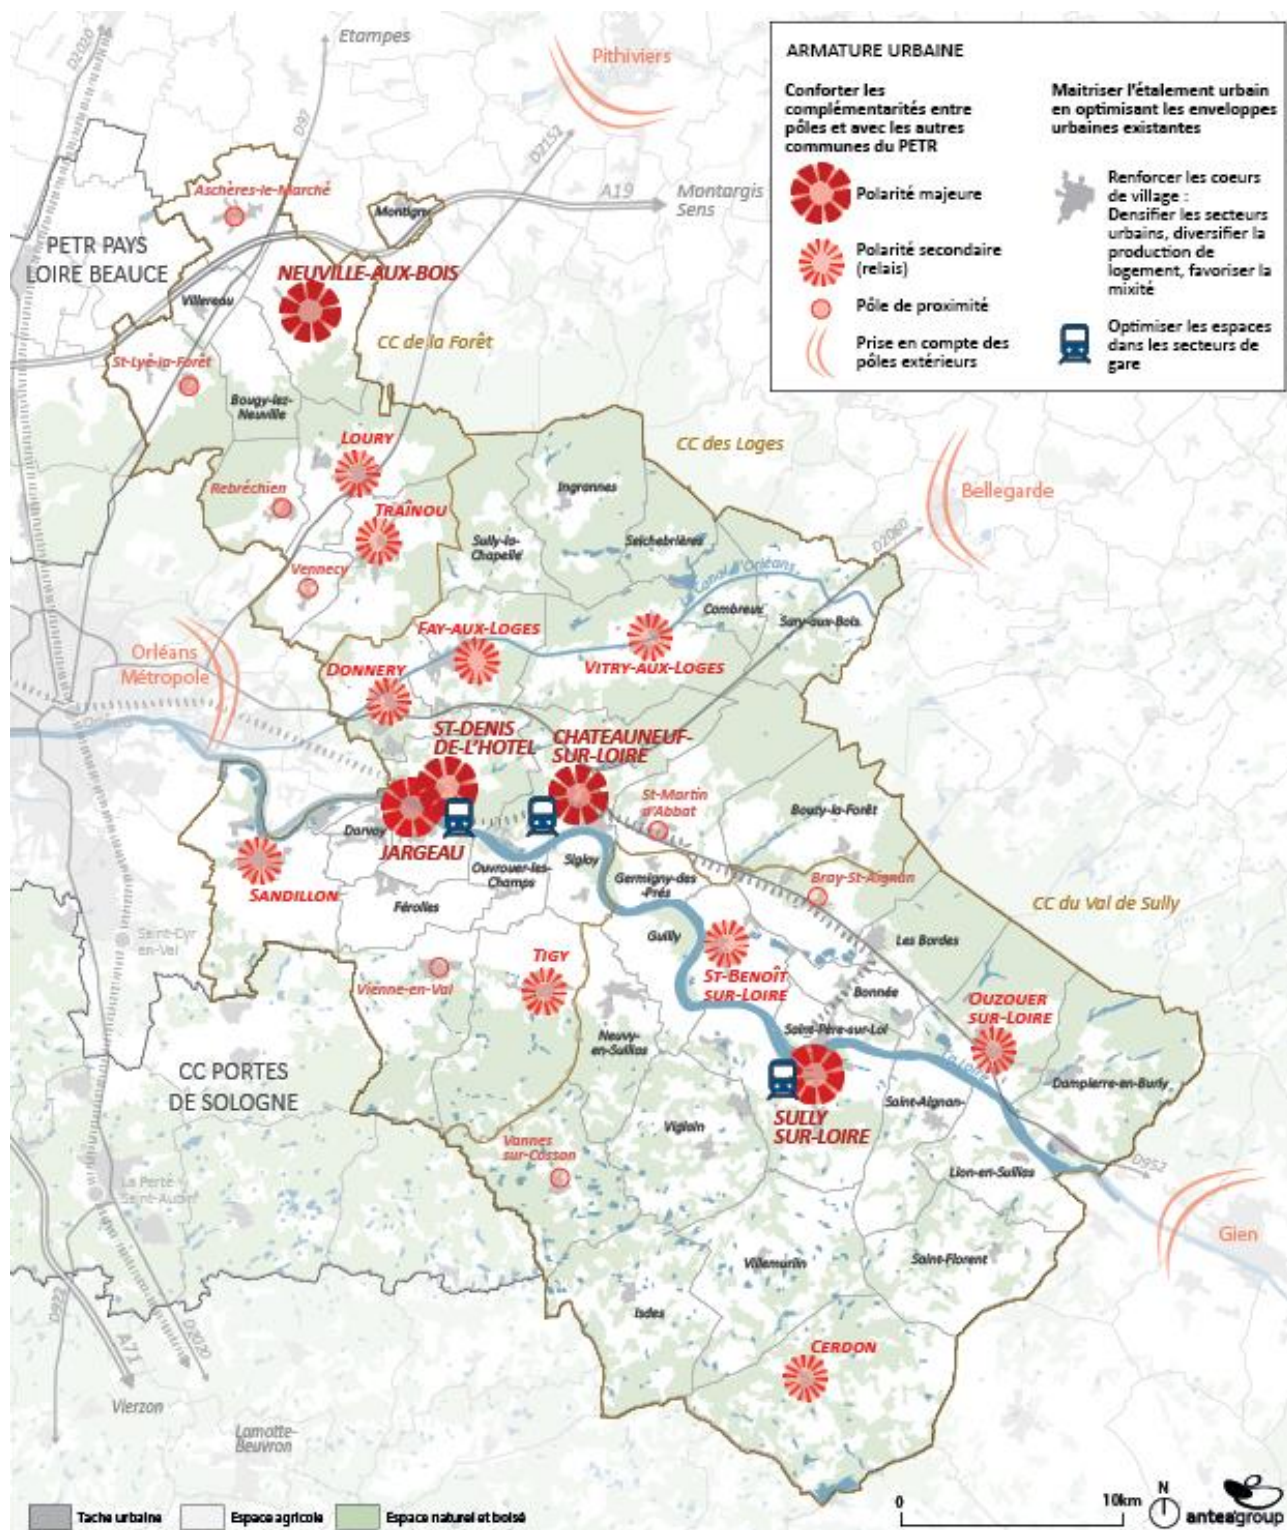 D2020
Etampes
Pithiviers
D97
D2152
A19
Montargis
Sens
ARMATURE URBAINE
Conforter les
complémentarités entre
pôles et avec les autres
communes du PETR
Polarité majeure
Polarité secondaire
(relais)
Pôle de proximité
Prise en compte des
pôles extérieurs
Maitriser l'étalement urbain
en optimisant les enveloppes
urbaines existantes
Renforcer les coeurs
de village :
Densifier les secteurs
urbains, diversifier la
production de
logement, favoriser la
mixité
Optimiser les espaces
dans les secteurs de
gare
Aschères-le-Marché
Montigny
PETR PAYS
LOIRE BEAUCE
NEUVILLE-AUX-BOIS
Villereau
CC de la Forêt
St-Lyé-la-Forêt
Bougy-lez-
Neuville
LOURY
CC des Loges
Rebréchien
Ingrannes
Bellegarde
TRAÎNOU
Sully-la-
Chapelle
Seichebrières
D2060
Vennecy
Canal d'Orléans
Combreux
Sury-aux-Bois
FAY-AUX-LOGES
Orléans
Métropole
DONNERY
VITRY-AUX-LOGES
ST-DENIS
DE-L'HOTEL
CHATEAUNEUF-
SUR-LOIRE
St-Martin
d'Abbat
Bouzy-la-Forêt
Darvoy
JARGEAU
Ouvrouer-les-
Champs
Sigloy
Germigny-des-
Prés
Bray-St-Aignan
SANDILLON
Férolles
CC du Val de Sully
Saint-Cyr
en-Val
Guilly
Les Bordes
Vienne-en-Val
TIGY
ST-BENOÎT
SUR-LOIRE
Bonnée
OUZOUER
SUR-LOIRE
Neuvy-
en-Sullias
Saint-Père-sur-Loi
La Loire
CC PORTES
DE SOLOGNE
Dampierre-en-Burly
Saint-Aignan-
SULLY
SUR-LOIRE
Viglain
Vannes
sur-Cosson
D952
Lion-en-Sullias
La Ferté
Saint-Aubin
Gien
Villemurlin
Saint-Florent
Isdes
D992
A71
D2020
CERDON
Vierzon
Lamotte-
Beuvron
Tache urbaine
Espace agricole
Espace naturel et boisé
0
10km
N
anteagroup